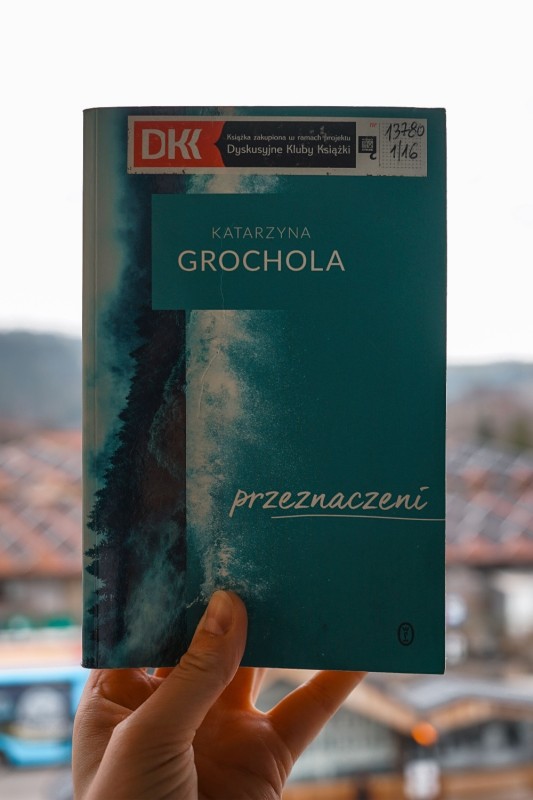 DKK
Książka zakupiona w ramach projektu
Dyskusyjne Kluby Książki
13780
1/16
KATARZYNA
GROCHOLA
przeznaczeni